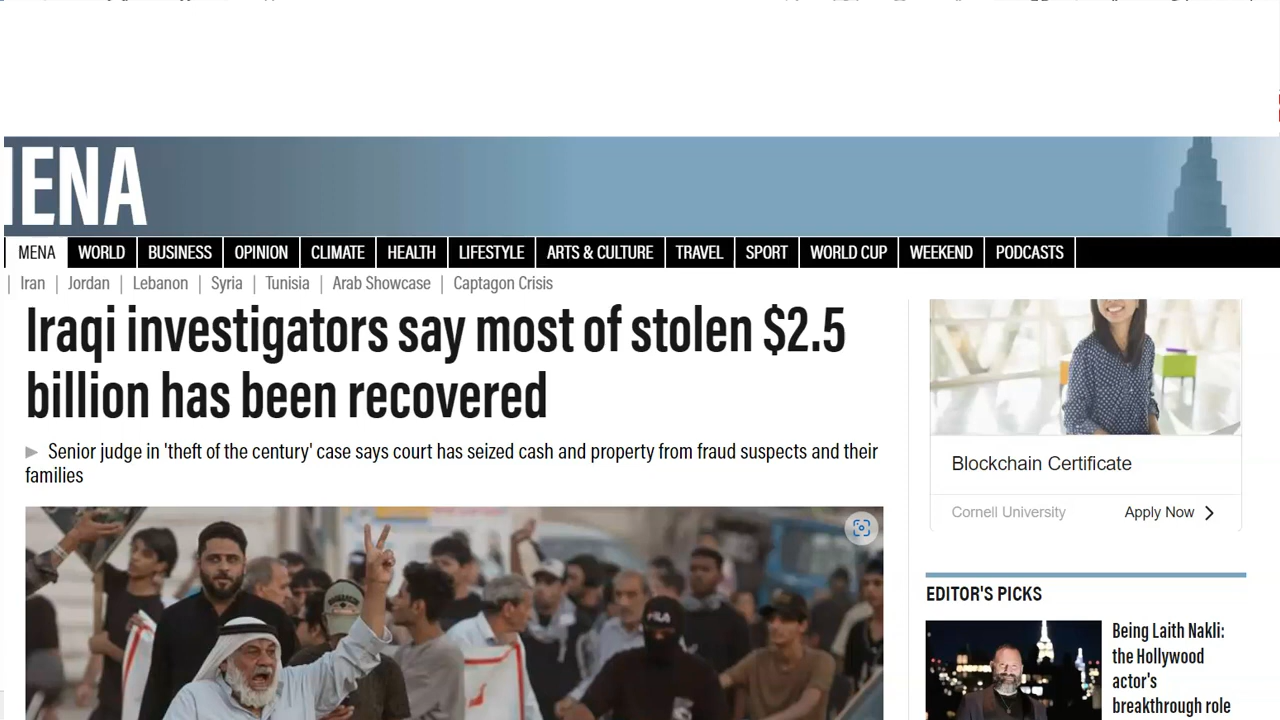 MENA
MENA WORLD BUSINESS OPINION CLIMATE HEALTH LIFESTYLE ARTS & CULTURE TRAVEL SPORT WORLD CUP WEEKEND PODCASTS
| Iran | Jordan | Lebanon | Syria | Tunisia | Arab Showcase | Captagon Crisis
Iraqi investigators say most of stolen $2.5
billion has been recovered
Senior judge in 'theft of the century' case says court has seized cash and property from fraud suspects and their
families
FILA
Blockchain Certificate
Cornell University Apply Now
EDITOR'S PICKS
Being Laith Nakli:
the Hollywood
actor's
breakthrough role